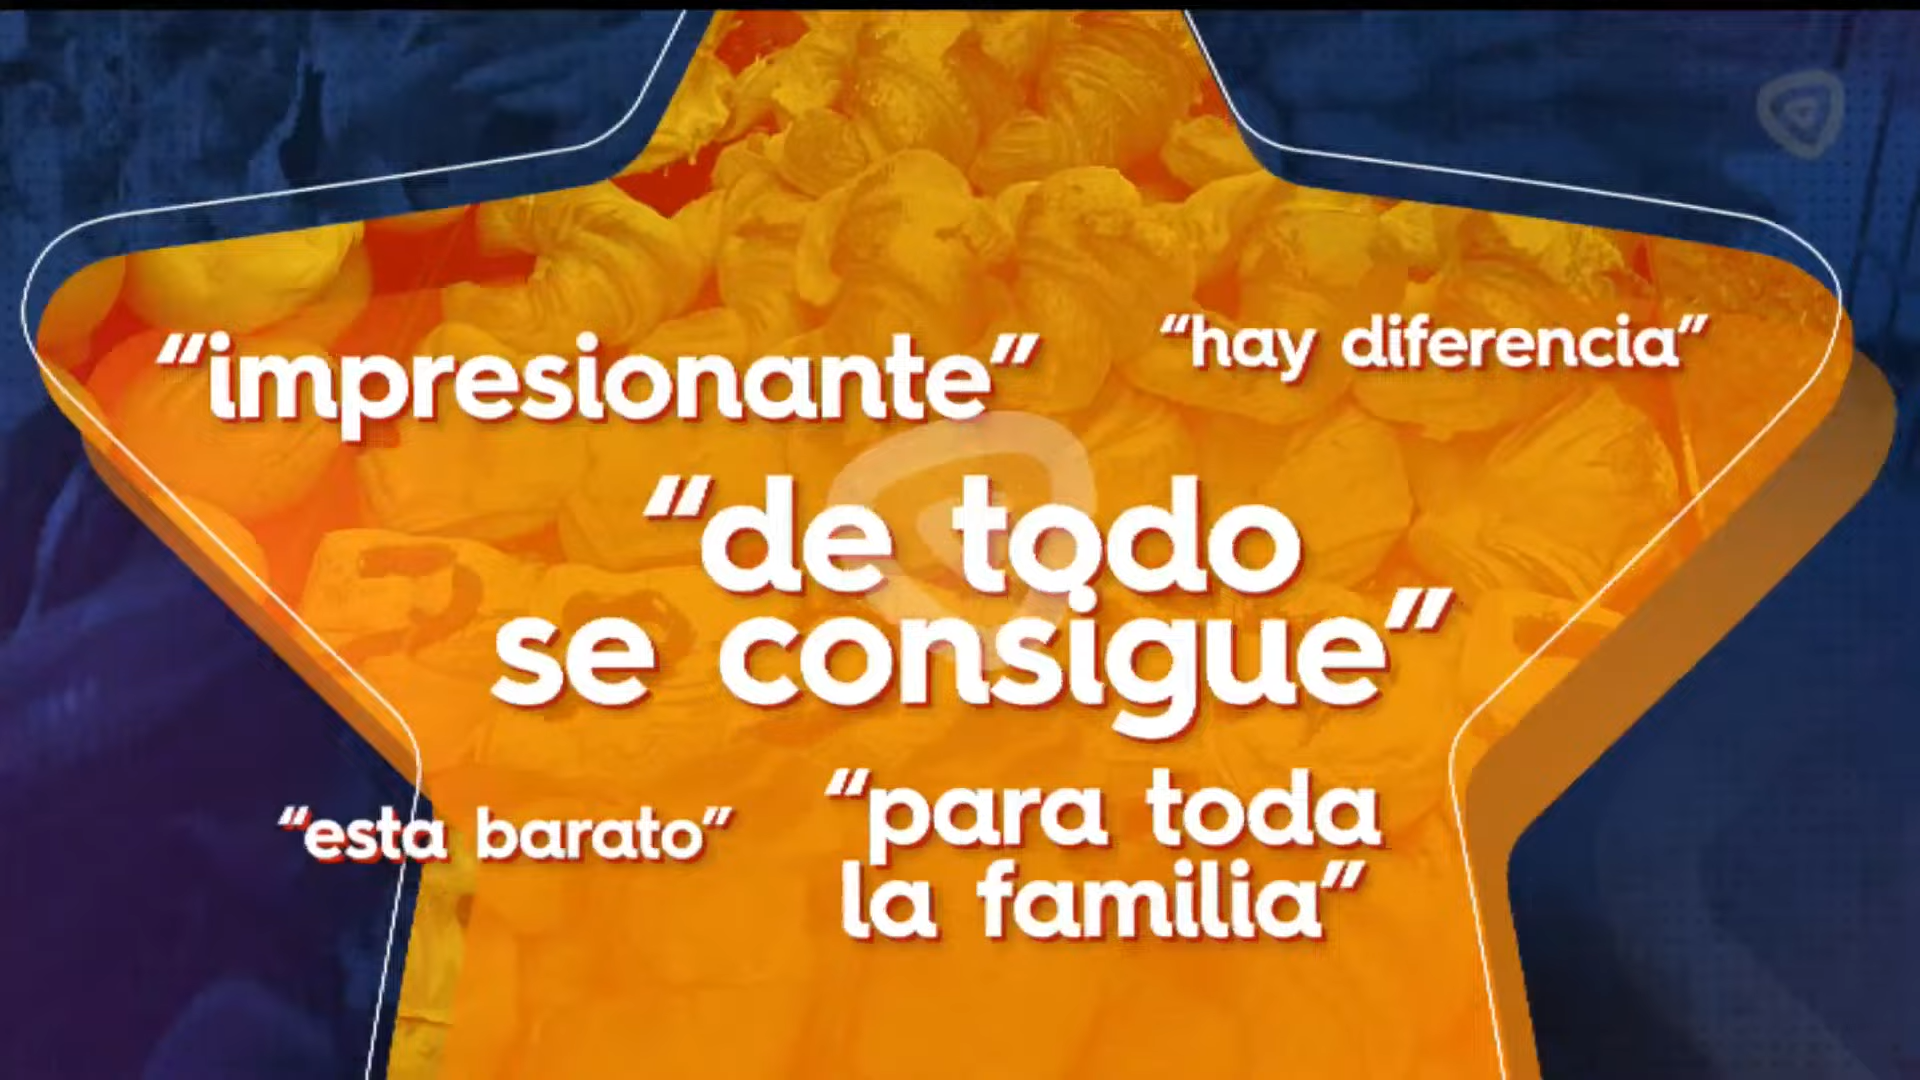 “impresionante”
“hay diferencia”
“de todo
se consigue”
“esta barato”
“para toda
la familia”